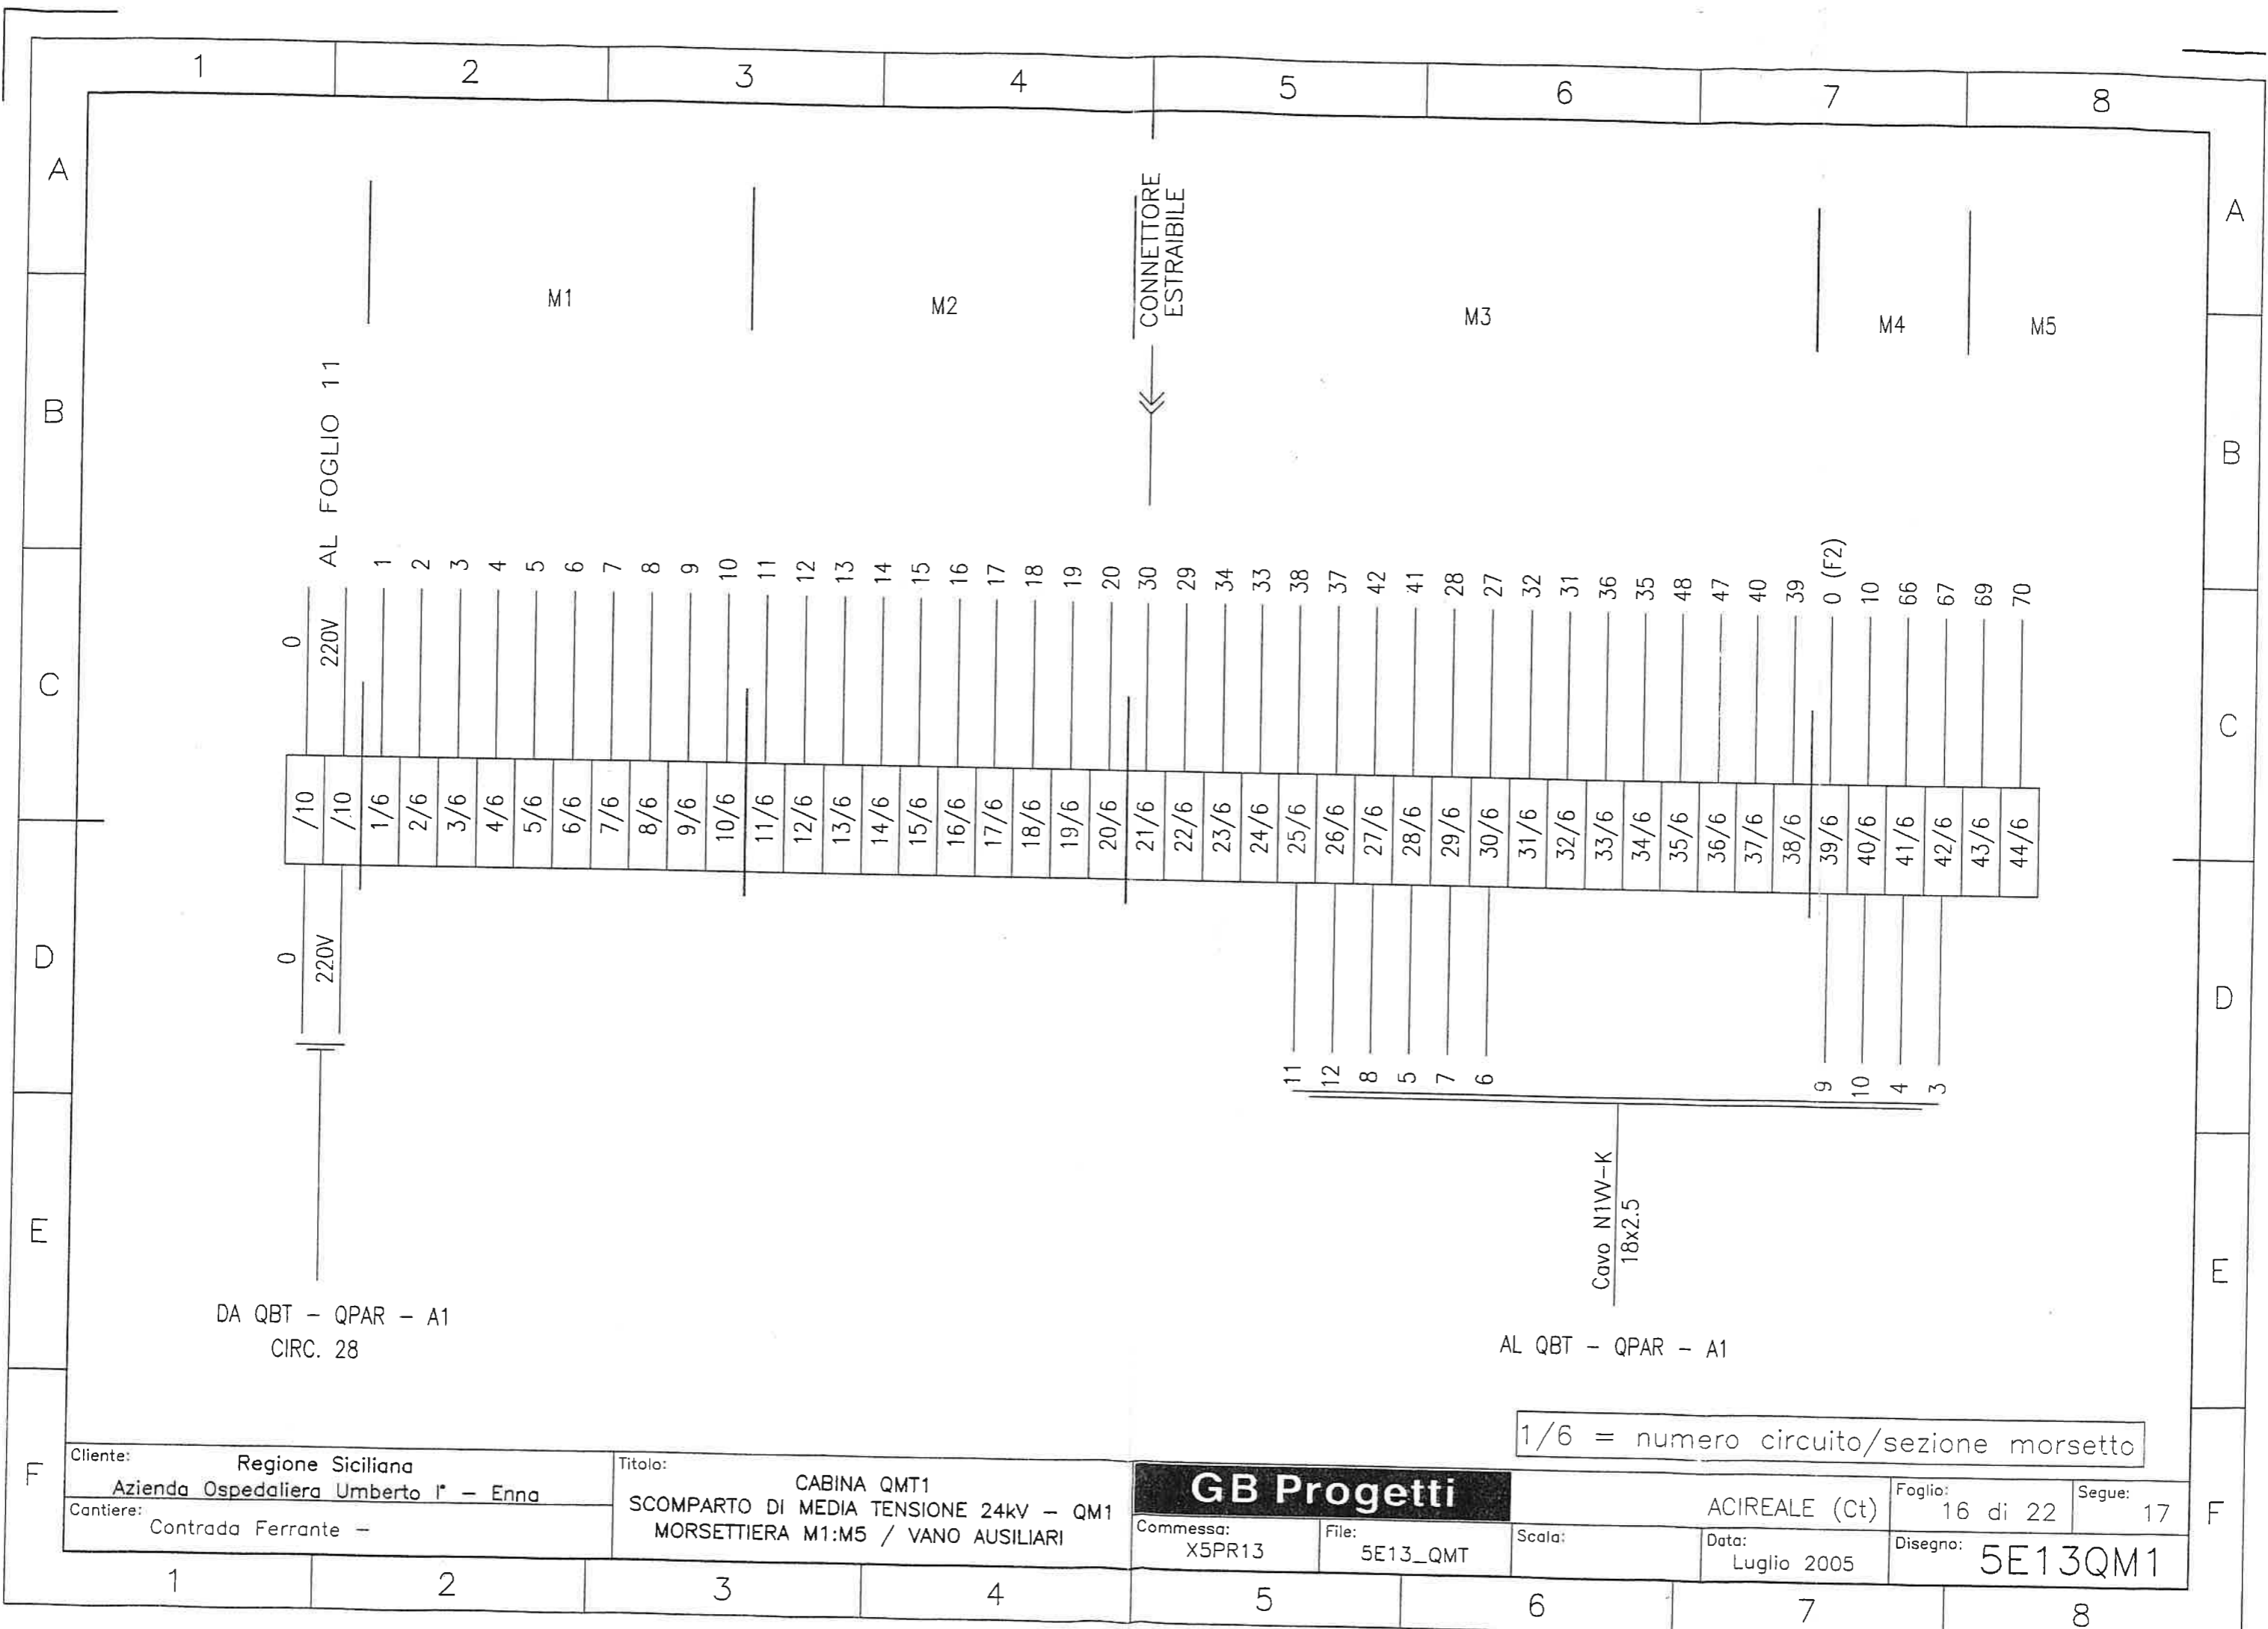 1 2 3 4 5 6 7 8
A A
CONNETTORE
ESTRAIBILE
M1 M2 M3 M4 M5
B B
AL FOGLIO 11
0 220V 1 2 3 4 5 6 7 8 9 10 11 12 13 14 15 16 17 18 19 20 30 29 34 33 38 37 42 41 28 27 32 31 36 35 48 47 40 39 0 (F2) 10 66 67 69 70
C C
/10 /10 1/6 2/6 3/6 4/6 5/6 6/6 7/6 8/6 9/6 10/6 11/6 12/6 13/6 14/6 15/6 16/6 17/6 18/6 19/6 20/6 21/6 22/6 23/6 24/6 25/6 26/6 27/6 28/6 29/6 30/6 31/6 32/6 33/6 34/6 35/6 36/6 37/6 38/6 39/6 40/6 41/6 42/6 43/6 44/6
D D
0 220V
11 12 8 5 7 6 9 10 4 3
E E
Cavo N1VV-K
18x2.5
DA QBT - QPAR - A1
CIRC. 28
AL QBT - QPAR - A1
1/6 = numero circuito/sezione morsetto
F F
Cliente:
Regione Siciliana
Azienda Ospedaliera Umberto I° - Enna
Cantiere:
Contrada Ferrante -
Titolo:
CABINA QMT1
SCOMPARTO DI MEDIA TENSIONE 24kV - QM1
MORSETTIERA M1:M5 / VANO AUSILIARI
GB Progetti
ACIREALE (Ct)
Foglio:
16 di 22
Segue:
17
Commessa:
X5PR13
File:
5E13_QMT
Scala:
Data:
Luglio 2005
Disegno:
5E13QM1
1 2 3 4 5 6 7 8